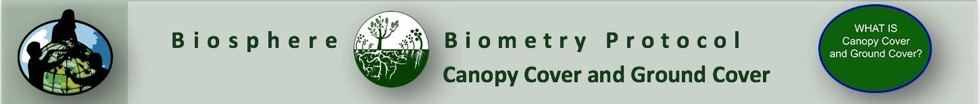 Biosphere Biometry Protocol
Canopy Cover and Ground Cover
WHAT IS
Canopy Cover
and Ground Cover?